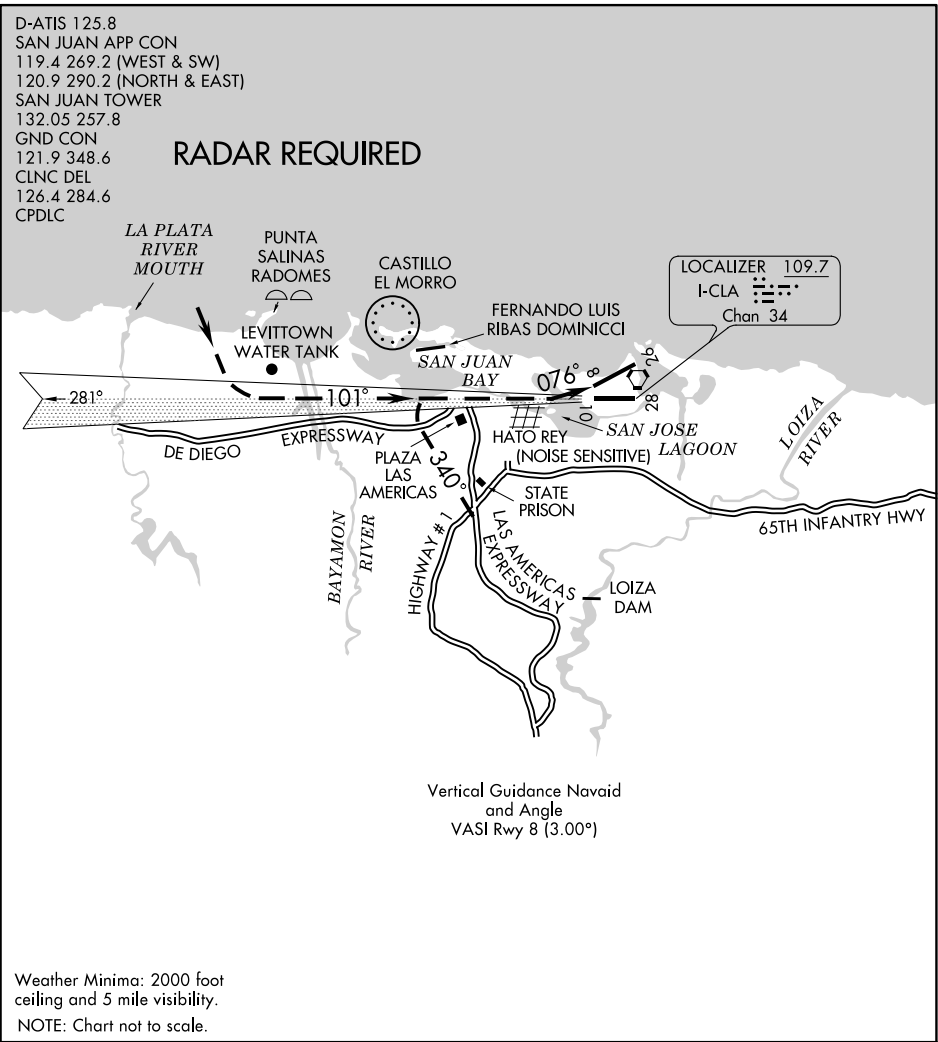 D-ATIS 125.8
SAN JUAN APP CON
119.4 269.2 (WEST & SW)
120.9 290.2 (NORTH & EAST)
SAN JUAN TOWER
132.05 257.8
GND CON
121.9 348.6
CLNC DEL
126.4 284.6
CPDLC
RADAR REQUIRED
LA PLATA
RIVER
MOUTH
PUNTA
SALINAS
RADOMES
CASTILLO
EL MORRO
LOCALIZER 109.7
I-CLA
Chan 34
FERNANDO LUIS
RIBAS DOMINICCI
LEVITTOWN
WATER TANK
SAN JUAN
BAY
076°
8
26
281°
101°
10
28
SAN JOSE
LAGOON
LOIZA
RIVER
DE DIEGO
EXPRESSWAY
HATO REY
(NOISE SENSITIVE)
PLAZA
LAS
AMERICAS
340°
STATE
PRISON
65TH INFANTRY HWY
BAYAMON
RIVER
HIGHWAY # 1
LAS AMERICAS
EXPRESSWAY
LOIZA
DAM
Vertical Guidance Navaid
and Angle
VASI Rwy 8 (3.00°)
Weather Minima: 2000 foot
ceiling and 5 mile visibility.
NOTE: Chart not to scale.